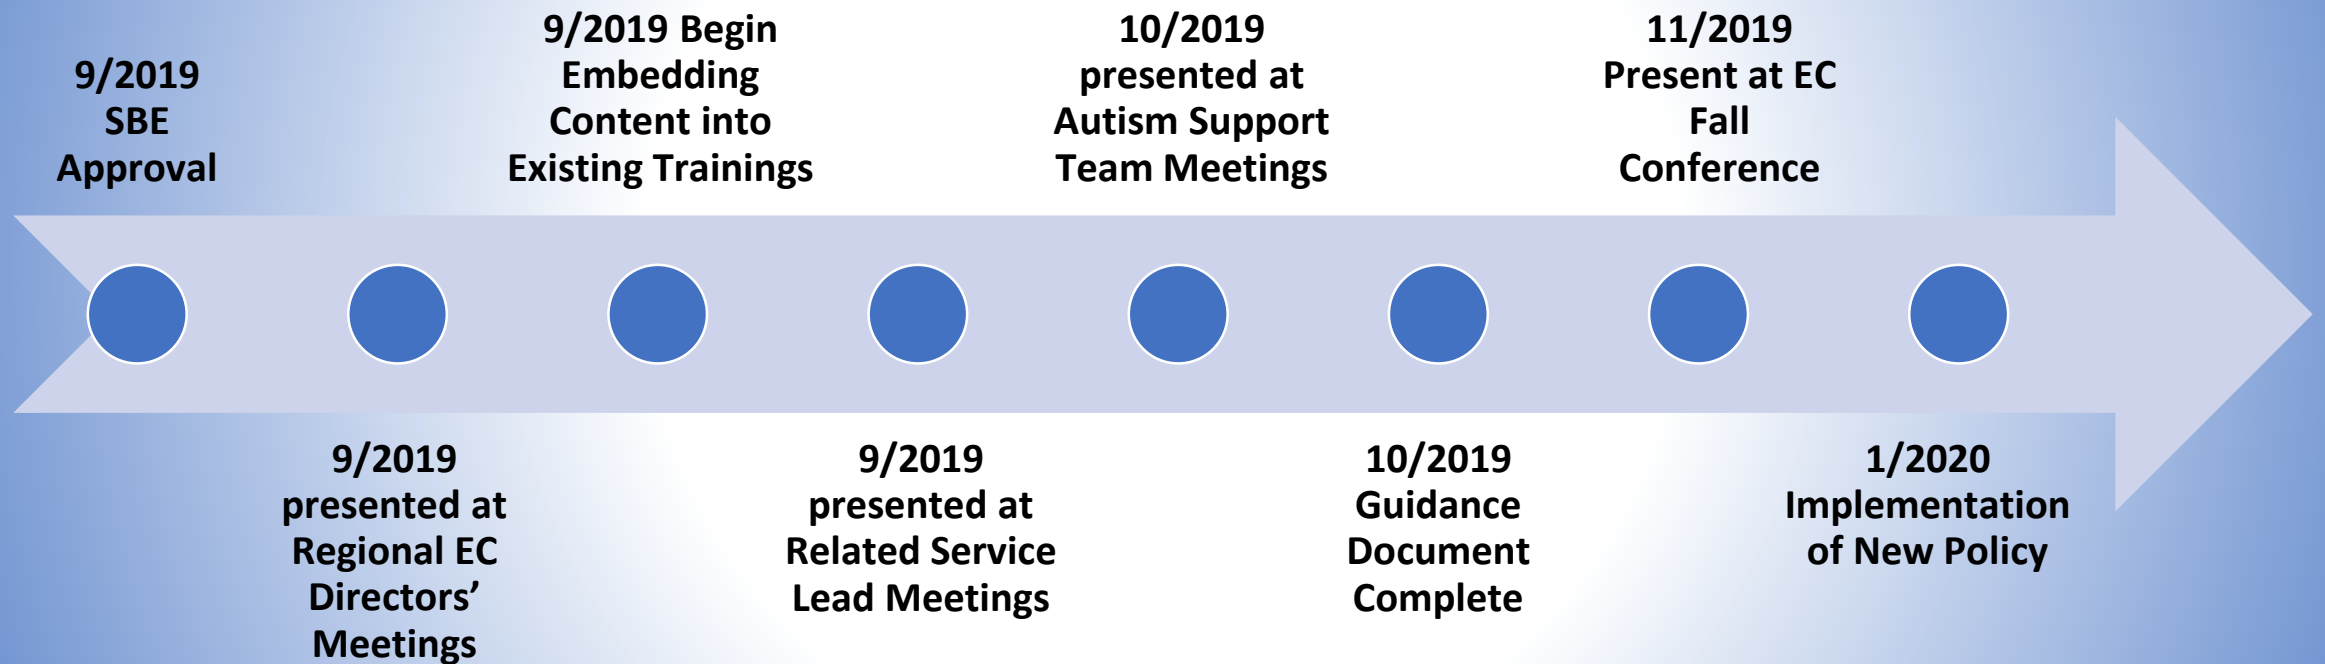 9/2019
SBE
Approval
9/2019
presented at
Regional EC
Directors’
Meetings
9/2019 Begin
Embedding
Content into
Existing Trainings
9/2019
presented at
Related Service
Lead Meetings
10/2019
presented at
Autism Support
Team Meetings
10/2019
Guidance
Document
Complete
11/2019
Present at EC
Fall
Conference
1/2020
Implementation
of New Policy